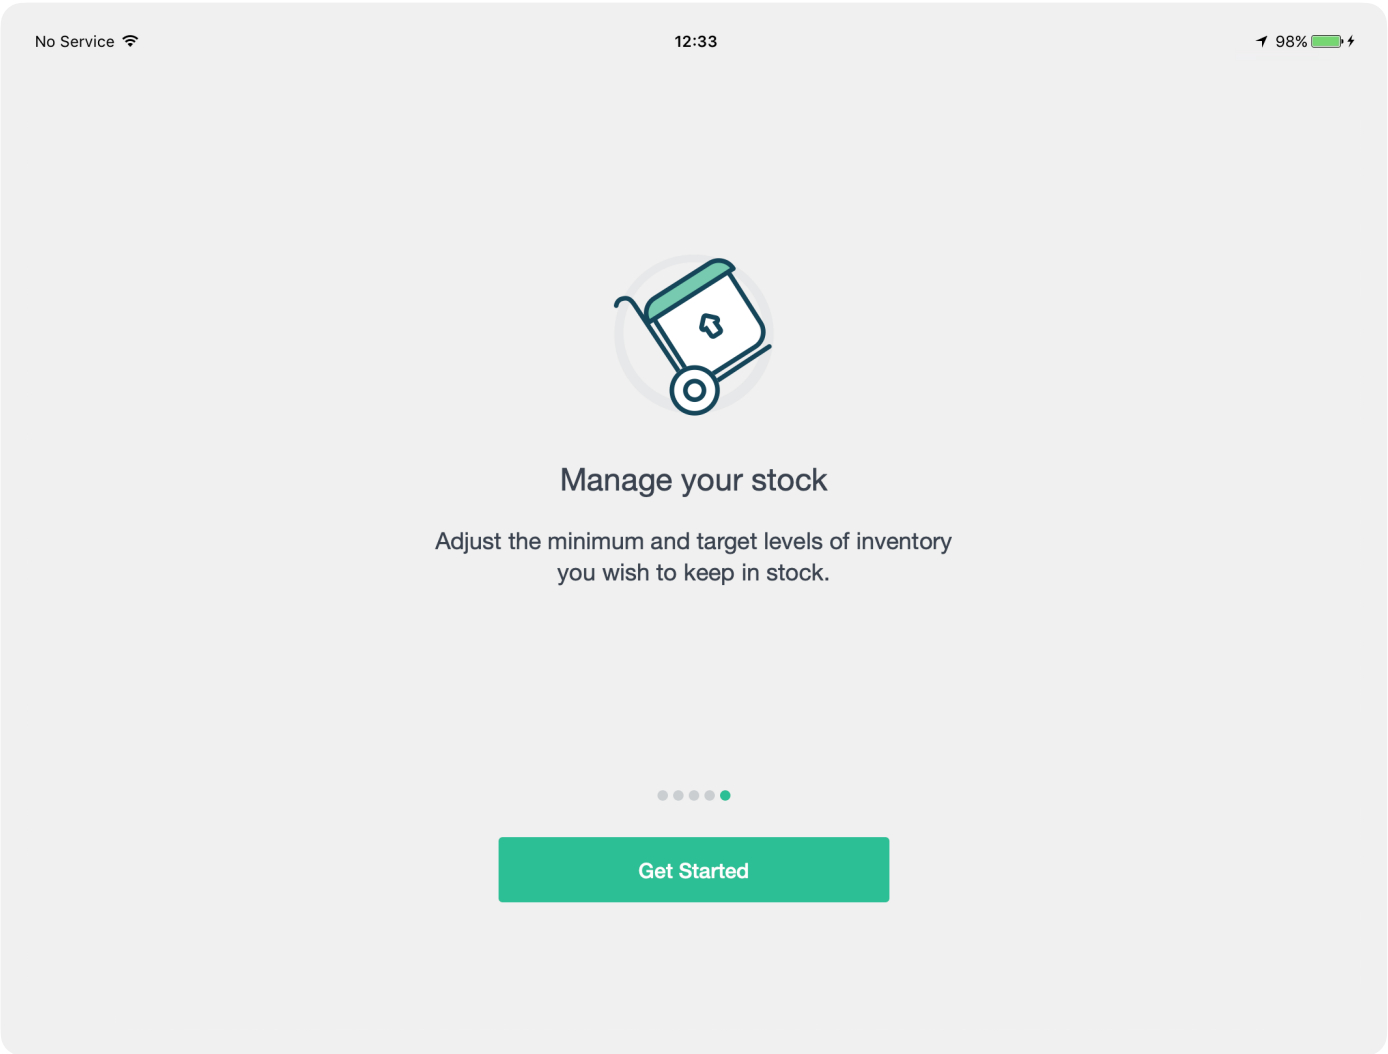 No Service
12:33
98%
Manage your stock
Adjust the minimum and target levels of inventory
you wish to keep in stock.
Get Started